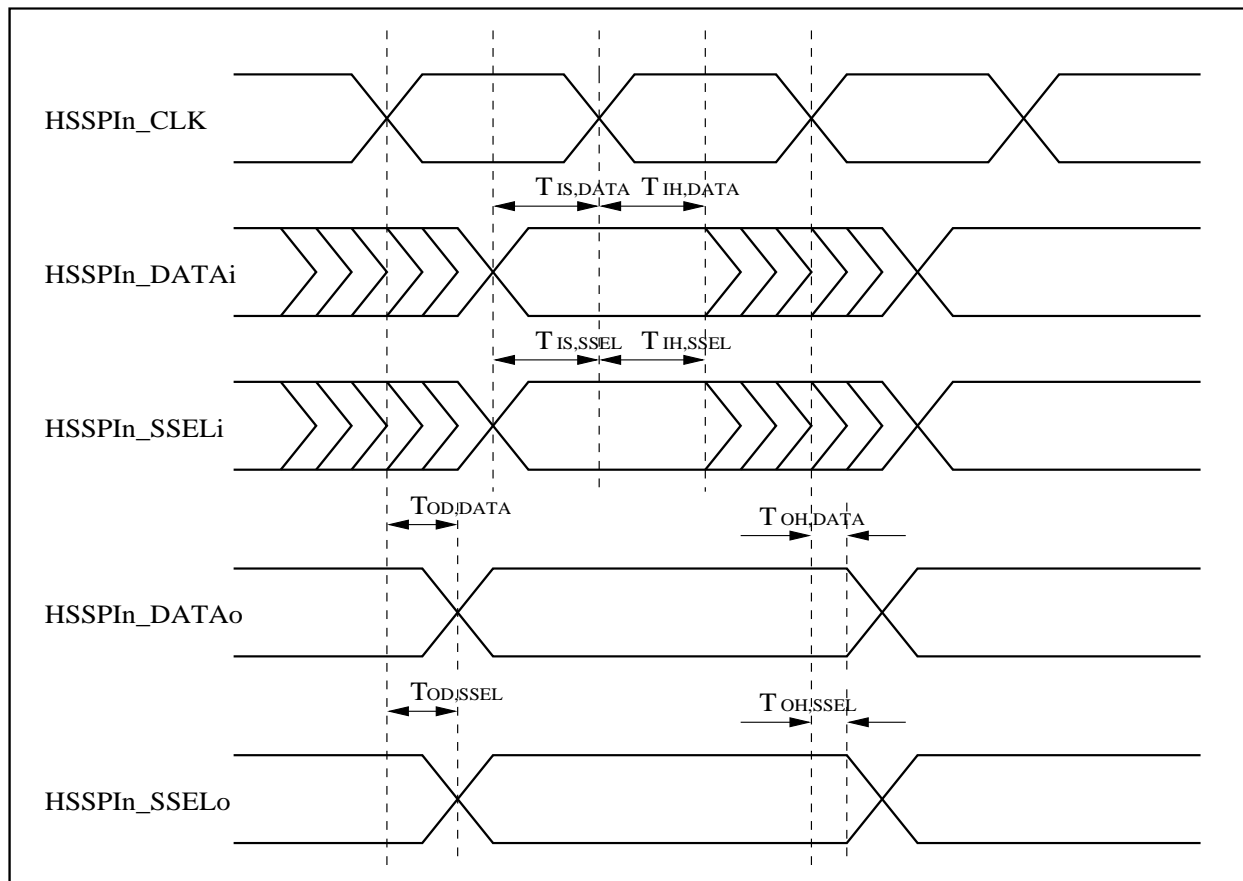 HSSPIn_CLK
T IS,DATA T IH,DATA
HSSPIn_DATAi
T IS,SSEL T IH,SSEL
HSSPIn_SSELi
TOD,DATA T OH,DATA
HSSPIn_DATAo
TOD,SSEL T OH,SSEL
HSSPIn_SSELo